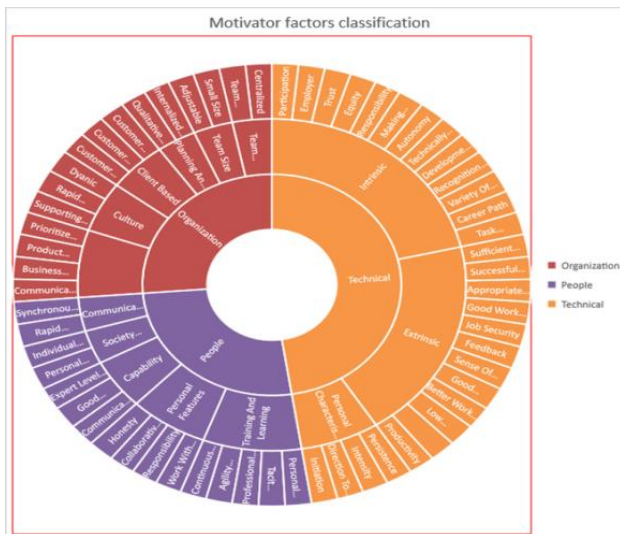 Motivator factors classification
Participation
Employer
Trust
Equity
Responsibility
Making...
Autonomy
Technically...
Developme...
Recognition...
Variety Of...
Career Path
Task...
Sufficient...
Successful...
Appropriate...
Good Work...
Job Security
Feedback
Sense Of...
Good...
Better Work...
Low...
Productivity
Persistence
Intensity
Direction To...
Initiation
Personal...
Tacit...
Professional...
Agility...
Continuous...
Work With...
Responsibility
Collaborativ...
Honesty
Communica...
Good...
Expert Level...
Personal...
Individual...
Rapid...
Synchronou...
Communica...
Business...
Product...
Prioritize...
Supporting...
Rapid...
Dyanic
Customer...
Customer...
Customer...
Qualitative...
Internalized...
Adjustable
Small Size
Team...
Centralized
Intrinsic
Extrinsic
Personal
Characteristi...
Training And
Learning
Personal
Features
Capability
Society...
Communica...
Culture
Client Based
Planning An...
Team Size
Team...
Technical
People
Organization
Organization
People
Technical